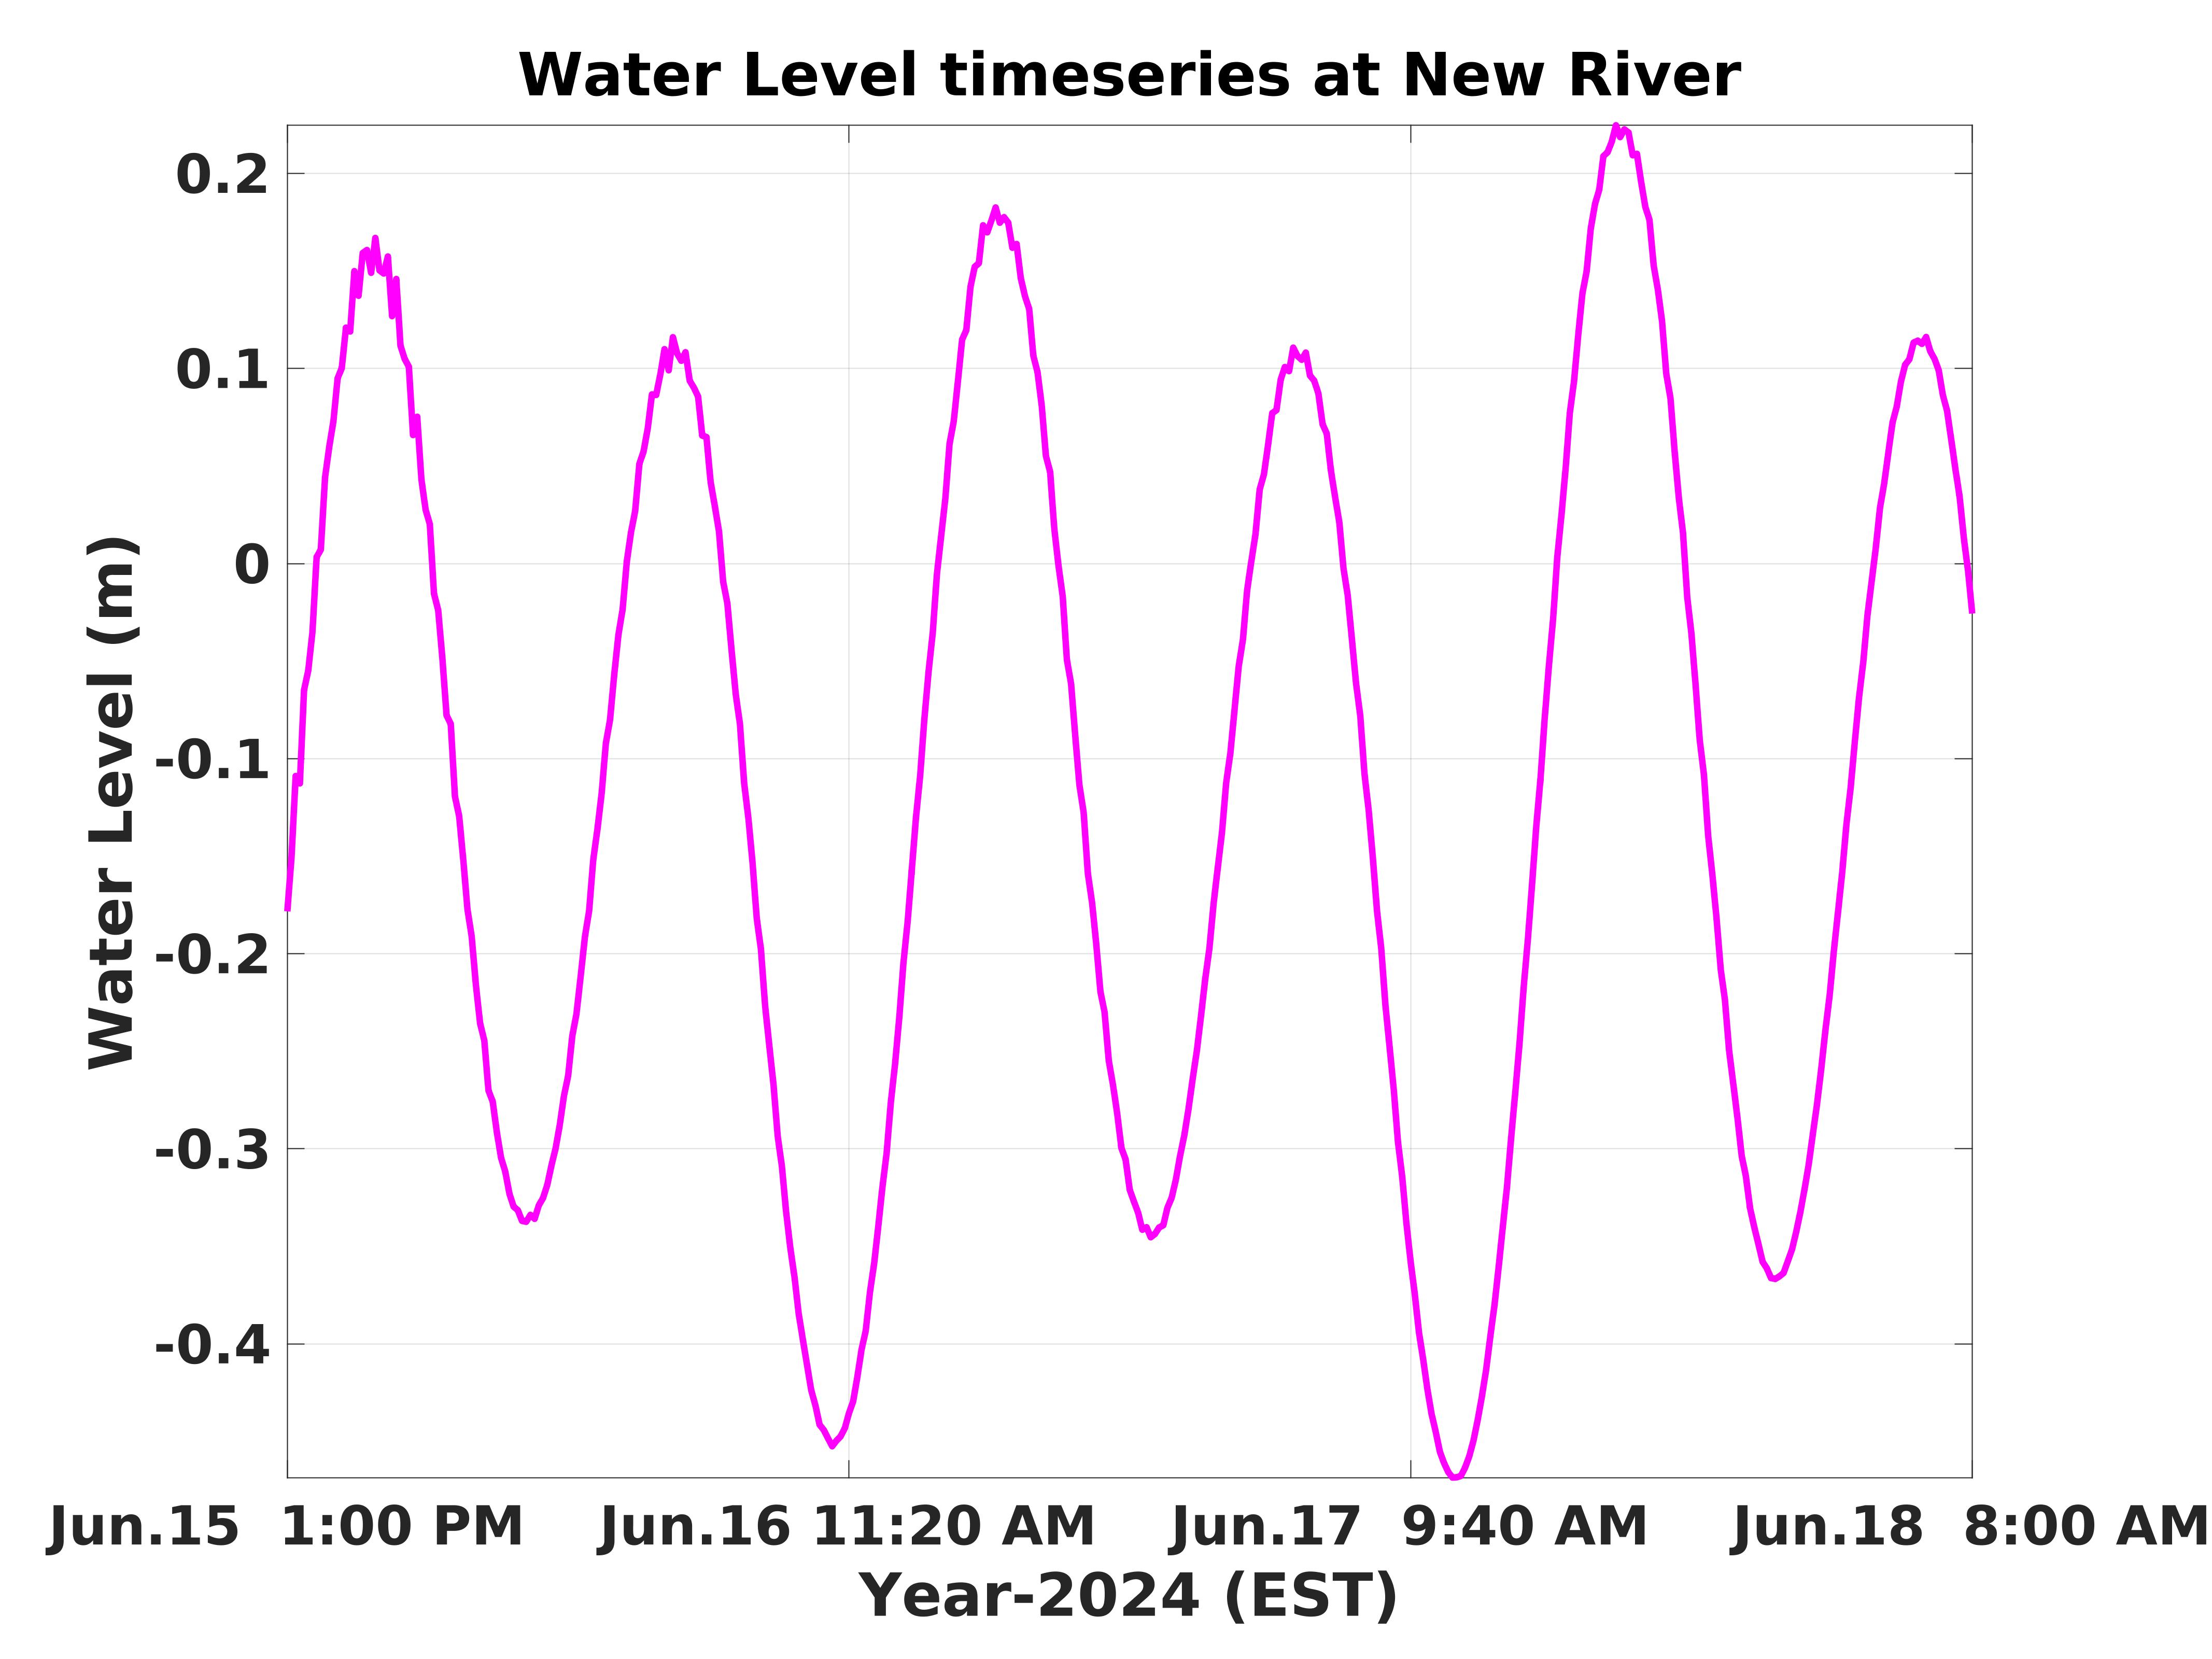 Water Level timeseries at New River
Water Level (m)
0.2
0.1
0
-0.1
-0.2
-0.3
-0.4
Jun.15 1:00 PM Jun.16 11:20 AM Jun.17 9:40 AM Jun.18 8:00 AM
Year-2024 (EST)